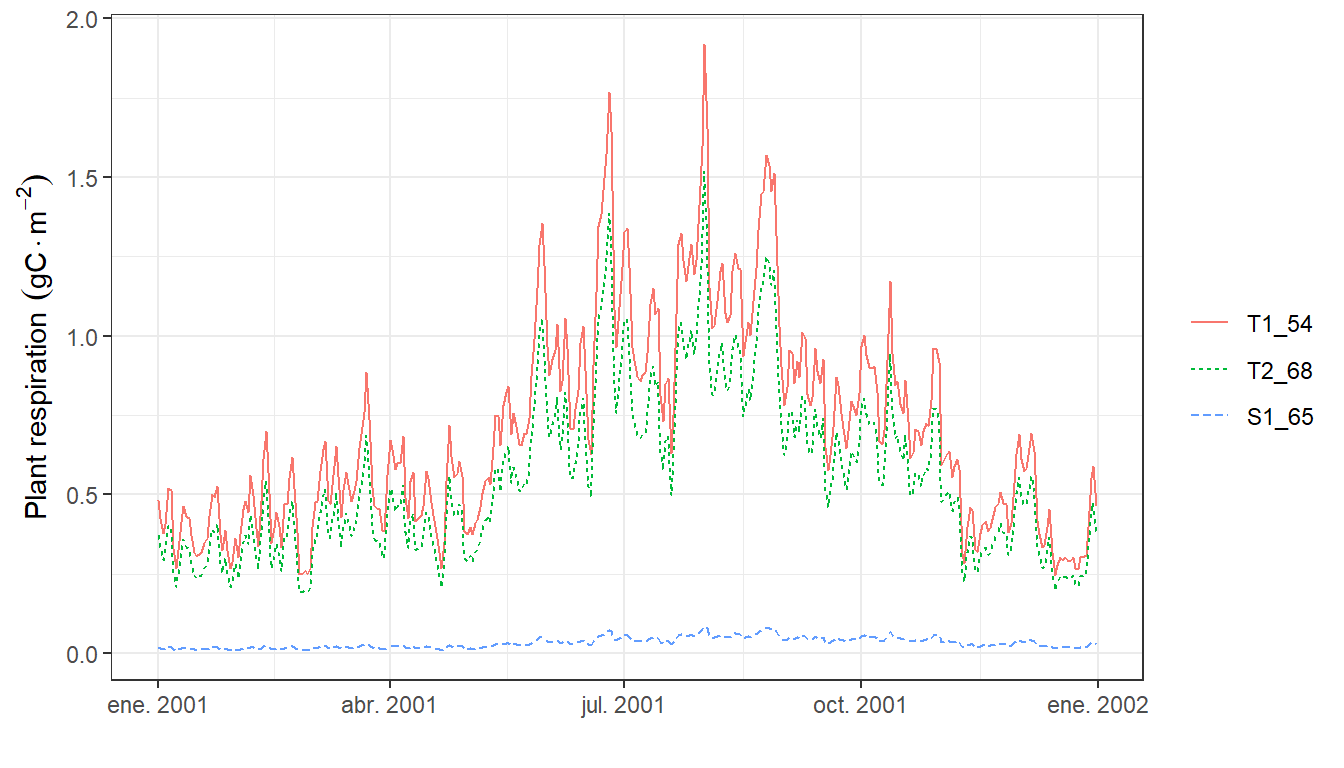 Plant respiration (gC · m⁻²)
2.0
1.5
1.0
0.5
0.0
ene. 2001 abr. 2001 jul. 2001 oct. 2001 ene. 2002
T1_54
T2_68
S1_65